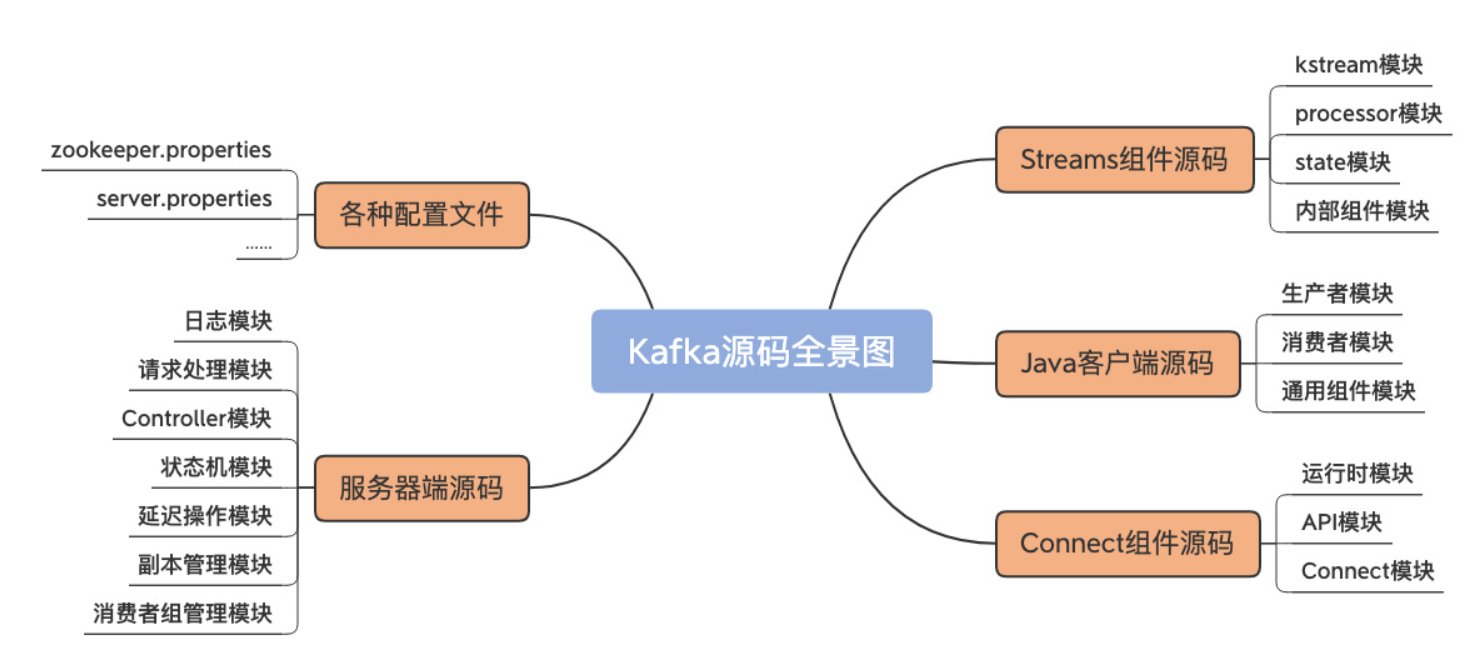 Kafka源码全景图
各种配置文件
zookeeper.properties
server.properties
......
服务器端源码
日志模块
请求处理模块
Controller模块
状态机模块
延迟操作模块
副本管理模块
消费者组管理模块
Streams组件源码
kstream模块
processor模块
state模块
内部组件模块
Java客户端源码
生产者模块
消费者模块
通用组件模块
Connect组件源码
运行时模块
API模块
Connect模块